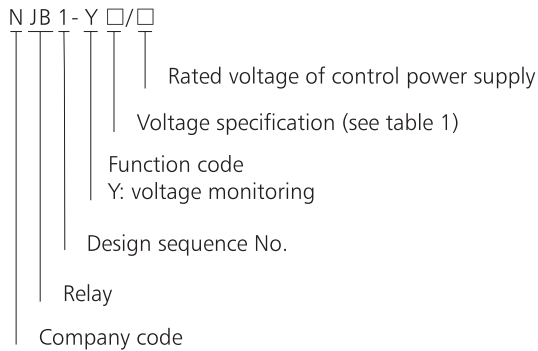 N JB 1 - Y □/□
Rated voltage of control power supply
Voltage specification (see table 1)
Function code
Y: voltage monitoring
Design sequence No.
Relay
Company code